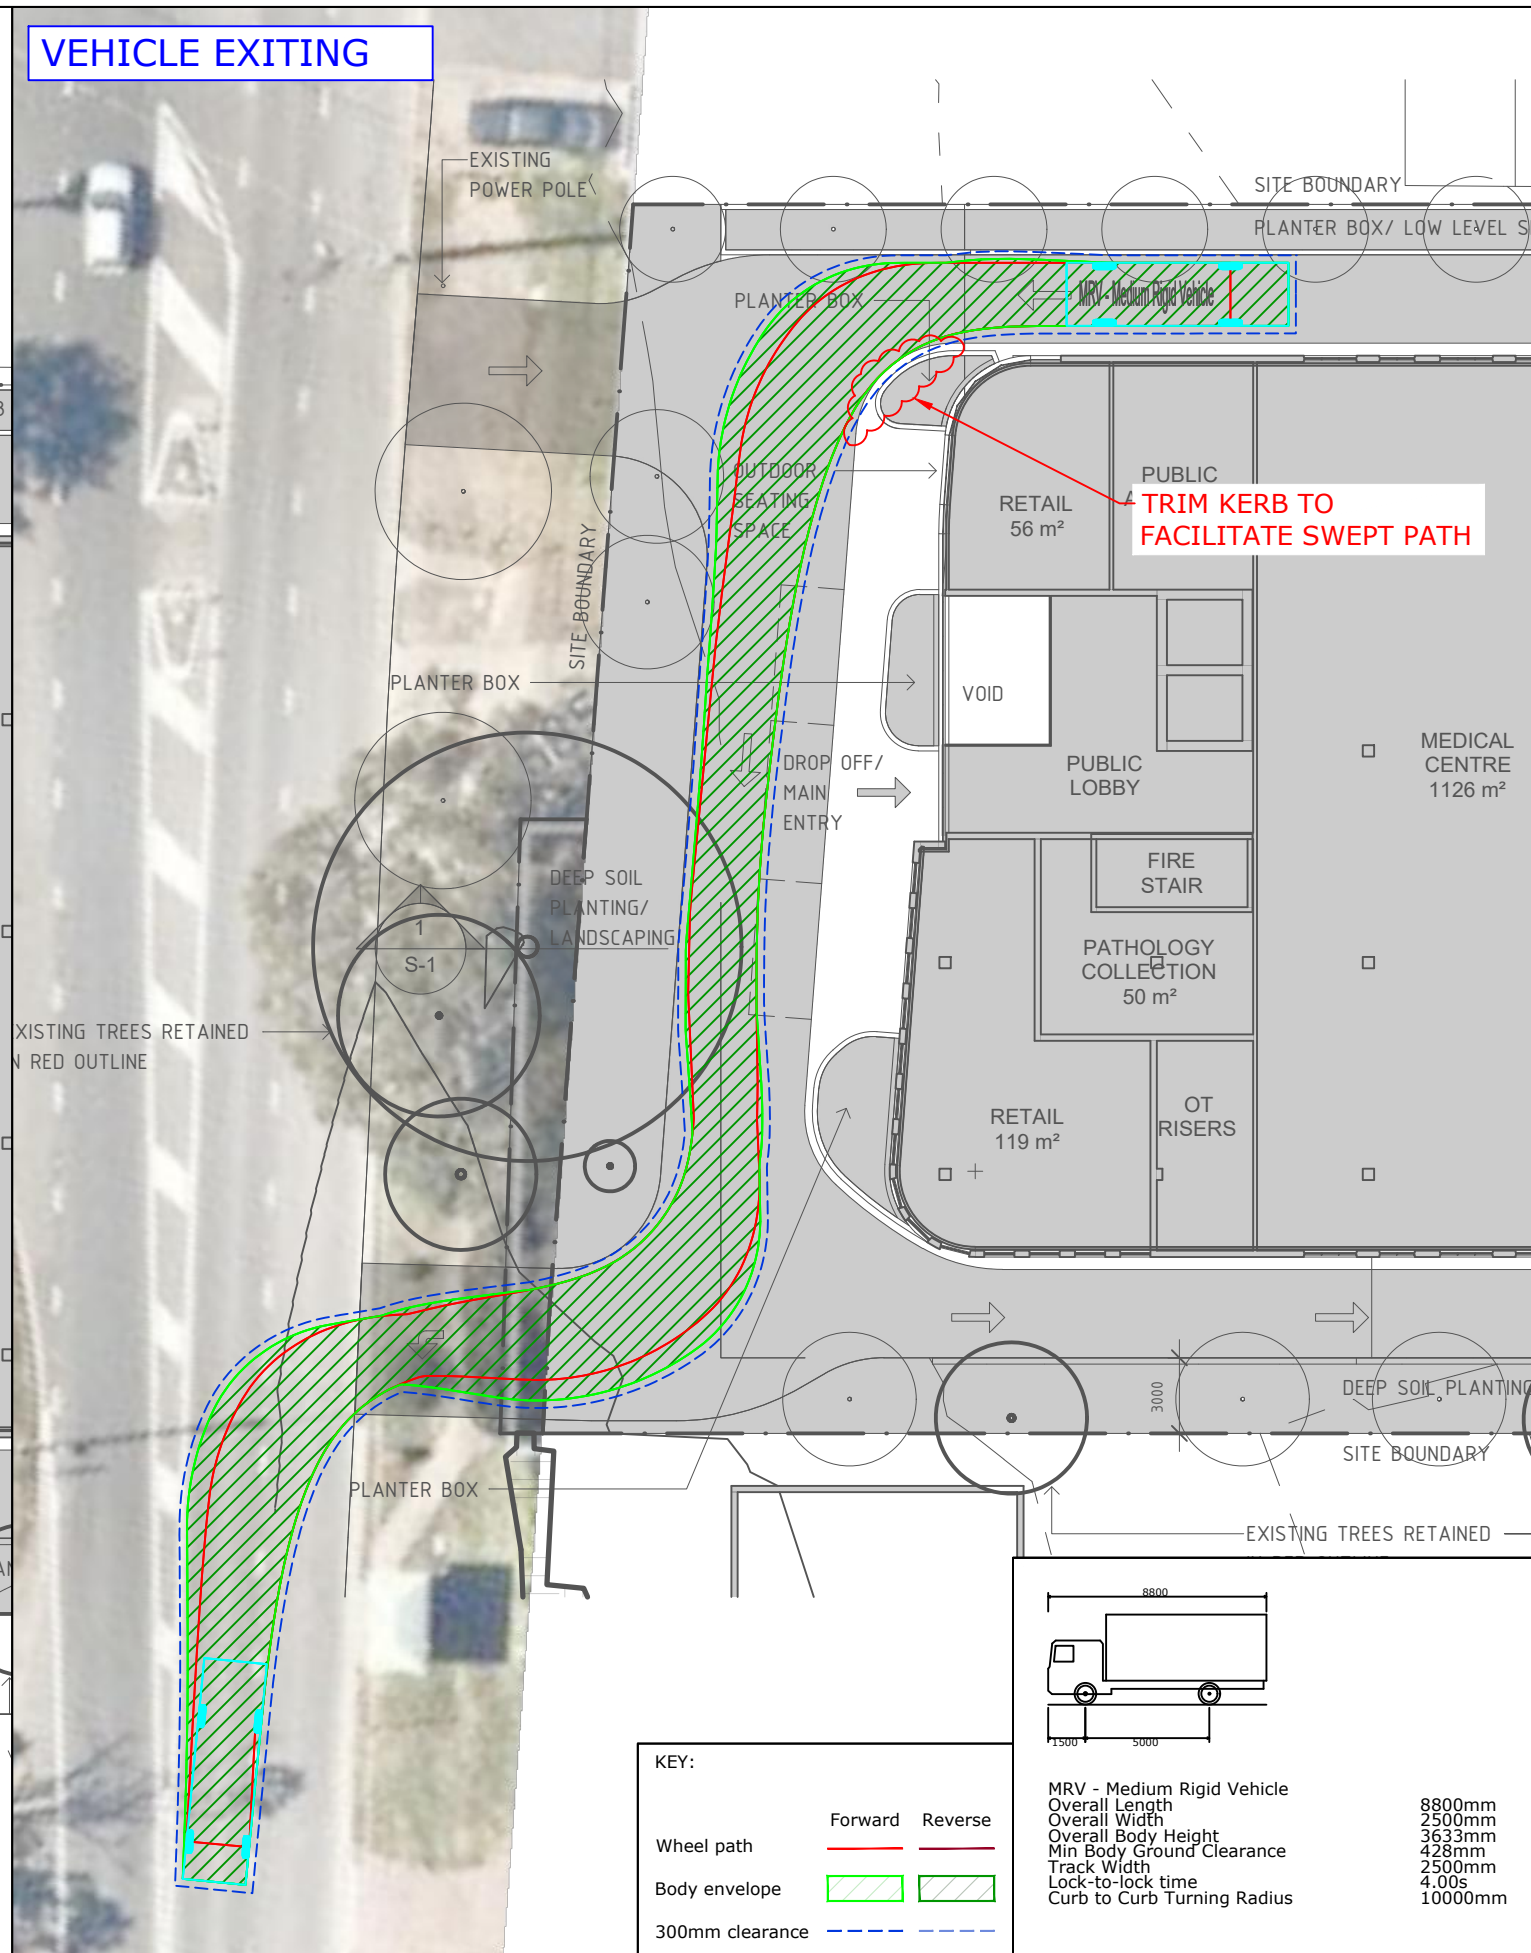 VEHICLE EXITING
EXISTING
POWER POLE
SITE BOUNDARY
PLANTER BOX/ LOW LEVEL S
MRV - Medium Rigid Vehicle
PLANTER BOX
OUTDOOR
SEATING
SPACE
RETAIL
56 m²
PUBLIC
TRIM KERB TO
FACILITATE SWEPT PATH
SITE BOUNDARY
PLANTER BOX
VOID
DROP OFF/
MAIN
ENTRY
PUBLIC
LOBBY
MEDICAL
CENTRE
1126 m²
FIRE
STAIR
DEEP SOIL
PLANTING/
LANDSCAPING
1
S-1
PATHOLOGY
COLLECTION
50 m²
XISTING TREES RETAINED
N RED OUTLINE
RETAIL
119 m²
OT
RISERS
3000
DEEP SOIL PLANTING
SITE BOUNDARY
PLANTER BOX
EXISTING TREES RETAINED
8800
1500
5000
MRV - Medium Rigid Vehicle
Overall Length 8800mm
Overall Width 2500mm
Overall Body Height 3633mm
Min Body Ground Clearance 428mm
Track Width 2500mm
Lock-to-lock time 4.00s
Curb to Curb Turning Radius 10000mm
KEY:
Forward Reverse
Wheel path
Body envelope
300mm clearance